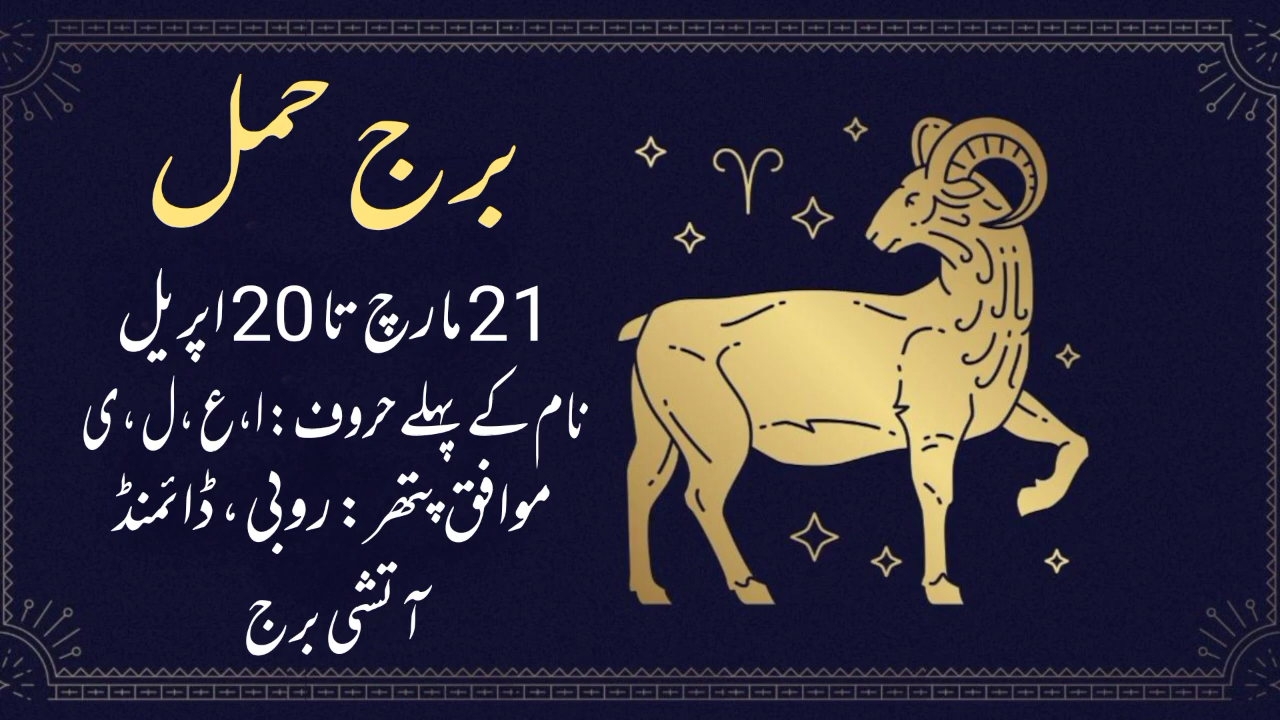 برج حمل
21 مارچ تا 20 اپریل
نام کے پہلے حروف : ا، ع ، ل ، ی
موافق پتھر : روبی ، ڈائمنڈ
آتشی برج